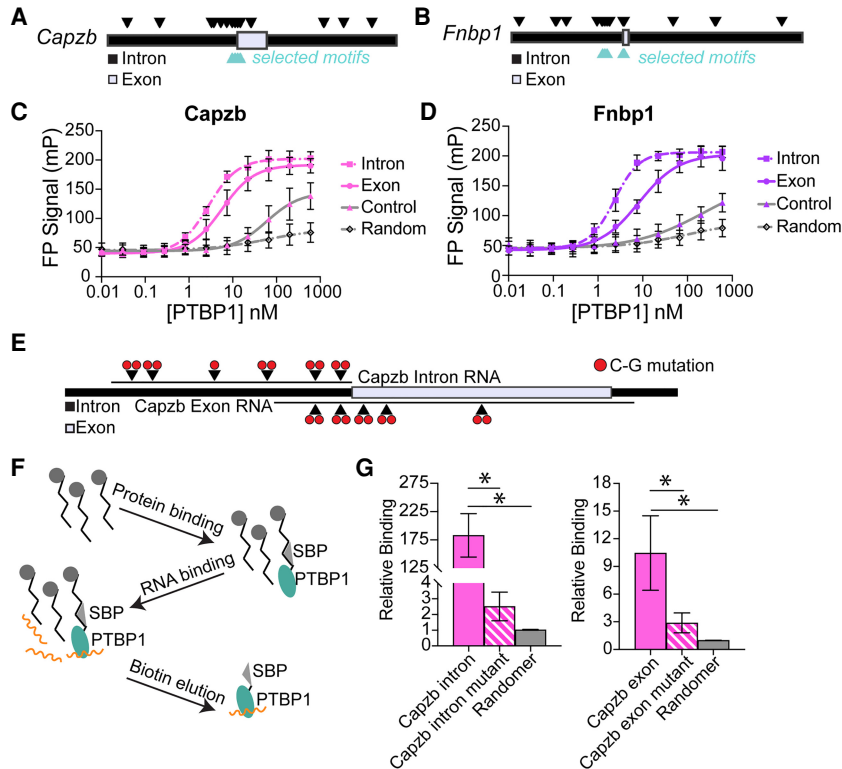 A
Capzb
Intron
Exon
selected motifs
B
Fnbp1
Intron
Exon
selected motifs
C
Capzb
FP Signal (mP)
250
200
150
100
50
0
0.01
0.1
1
10
100
1000
[PTBP1] nM
Intron
Exon
Control
Random
D
Fnbp1
FP Signal (mP)
250
200
150
100
50
0
0.01
0.1
1
10
100
1000
[PTBP1] nM
Intron
Exon
Control
Random
E
C-G mutation
Capzb Intron RNA
Intron
Exon
Capzb Exon RNA
F
Protein binding
SBP
PTBP1
RNA binding
SBP
PTBP1
Biotin elution
SBP
PTBP1
G
Relative Binding
275
225
175
125
4
3
2
1
0
*
*
Capzb intron
Capzb intron mutant
Randomer
Relative Binding
18
15
12
9
6
3
0
*
*
Capzb exon
Capzb exon mutant
Randomer